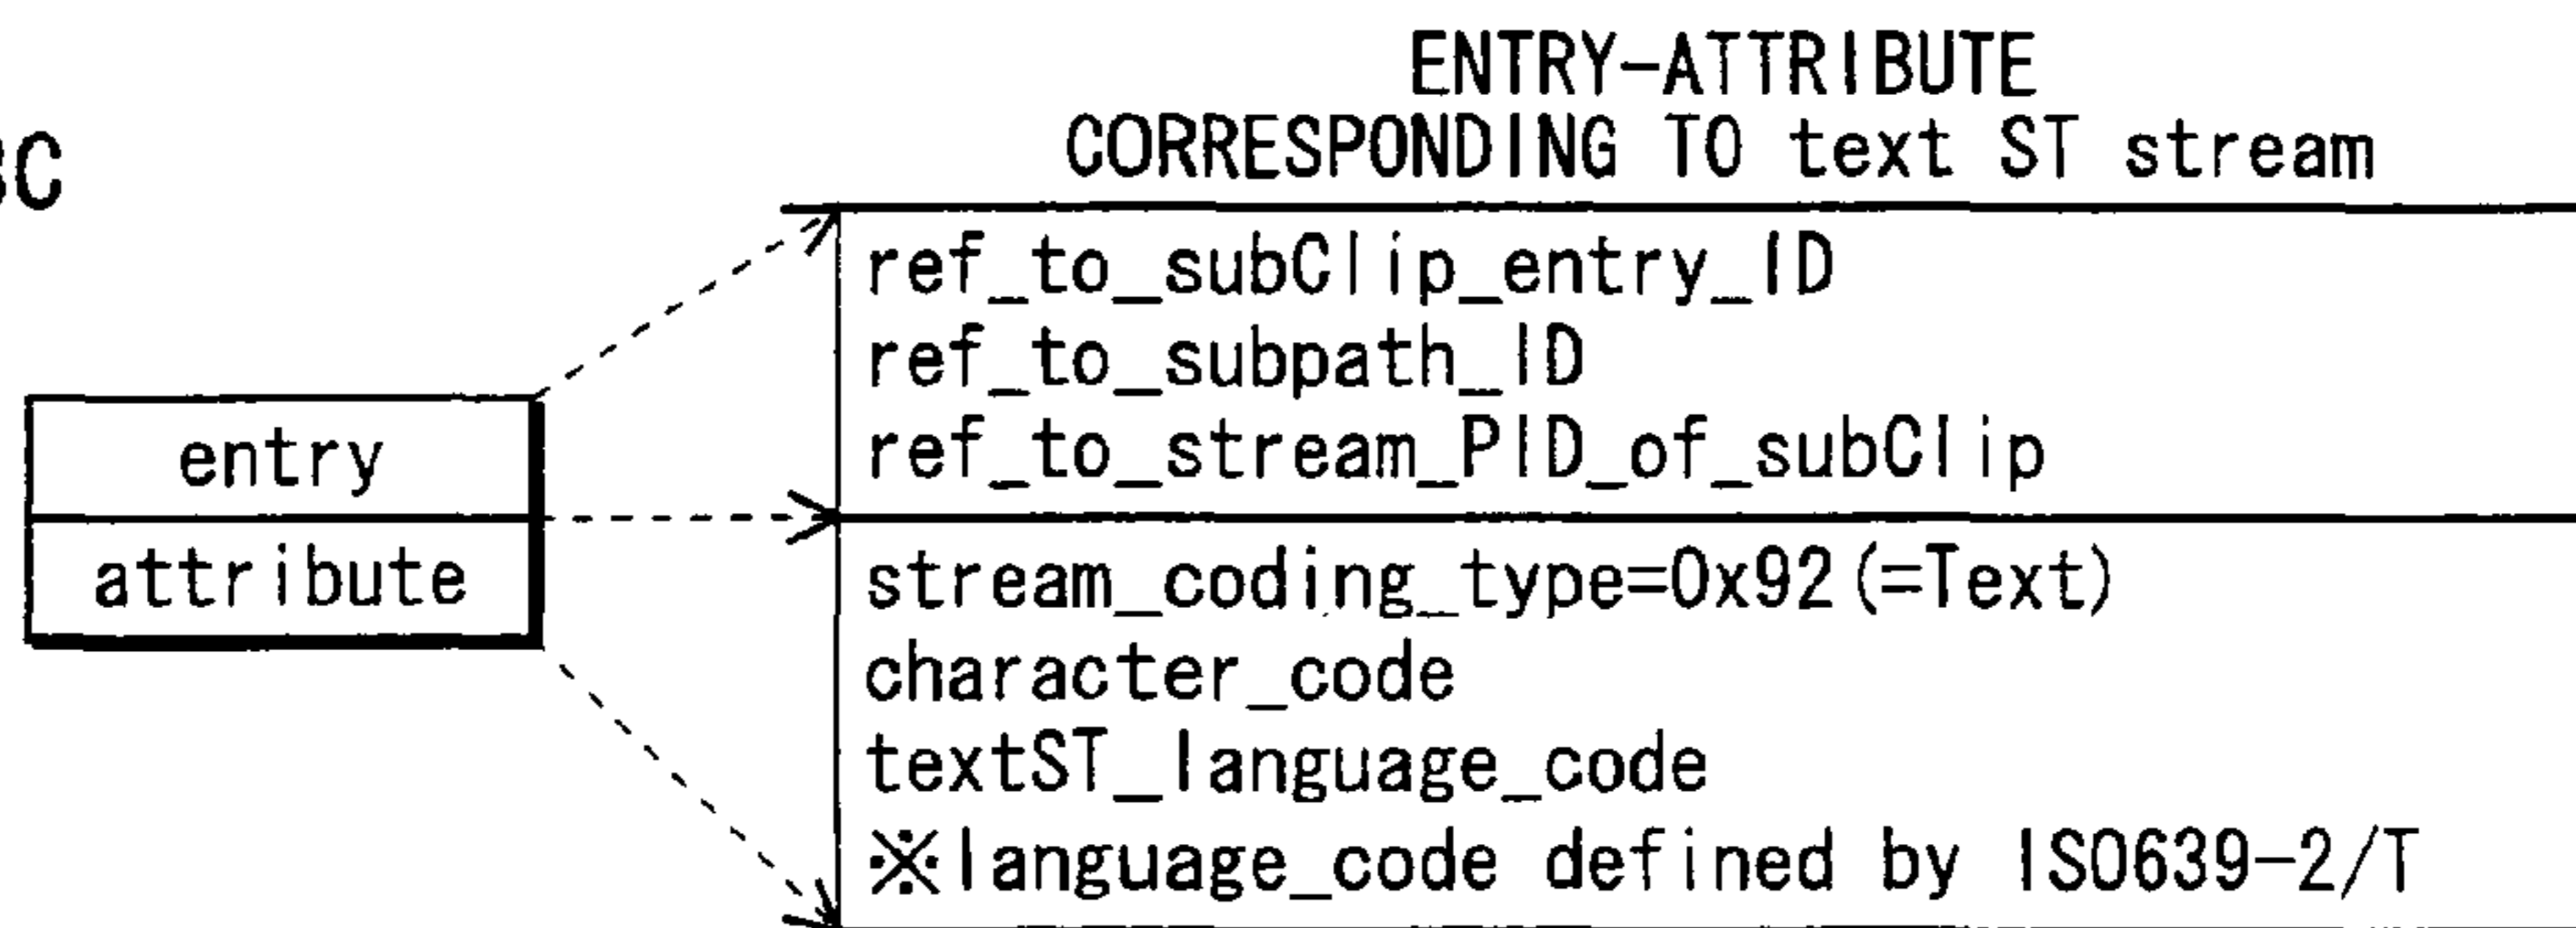 ENTRY-ATTRIBUTE
CORRESPONDING TO text ST stream
ref_to_subClip_entry_ID
ref_to_subpath_ID
ref_to_stream_PID_of_subClip
entry
attribute
stream_coding_type=0x92(=Text)
character_code
textST_language_code
※language_code defined by ISO639-2/T